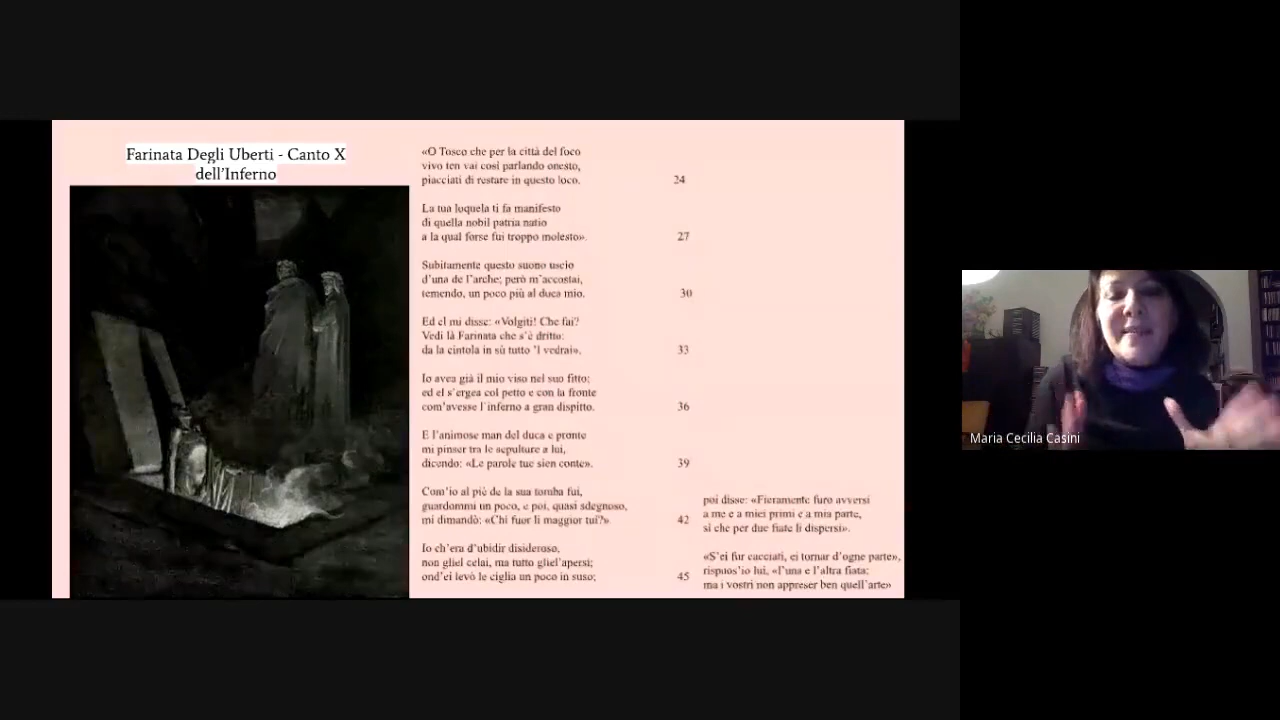 Farinata Degli Uberti - Canto X
dell'Inferno
«O Tosco che per la città del foco
vivo ten vai così parlando onesto,
piacciati di restare in questo loco.
24
La tua loquela ti fa manifesto
di quella nobil patria natio
a la qual forse fui troppo molesto».
27
Subitamente questo suono uscìo
d'una de l'arche; però m'accostai,
temendo, un poco più al duca mio.
30
Ed el mi disse: «Volgiti! Che fai?
Vedi là Farinata che s'è dritto:
da la cintola in sù tutto 'l vedrai».
33
Io avea già il mio viso nel suo fitto;
ed el s'ergea col petto e con la fronte
com'avesse l'inferno a gran dispitto.
36
E l'animose man del duca e pronte
mi pinser tra le sepulture a lui,
dicendo: «Le parole tue sien conte».
39
Com'io al piè de la sua tomba fui,
guardommi un poco, e poi, quasi sdegnoso,
mi dimandò: «Chi fuor li maggior tui?».
42
Io ch'era d'ubidir disideroso,
non gliel celai, ma tutto gliel'apersi;
ond'ei levò le ciglia un poco in suso;
45
poi disse: «Fieramente furo avversi
a me e a miei primi e a mia parte,
sì che per due fiate li dispersi».
«S'ei fur cacciati, ei tornar d'ogne parte»,
rispuos'io lui, «l'una e l'altra fiata;
ma i vostri non appreser ben quell'arte»
Maria Cecilia Casini